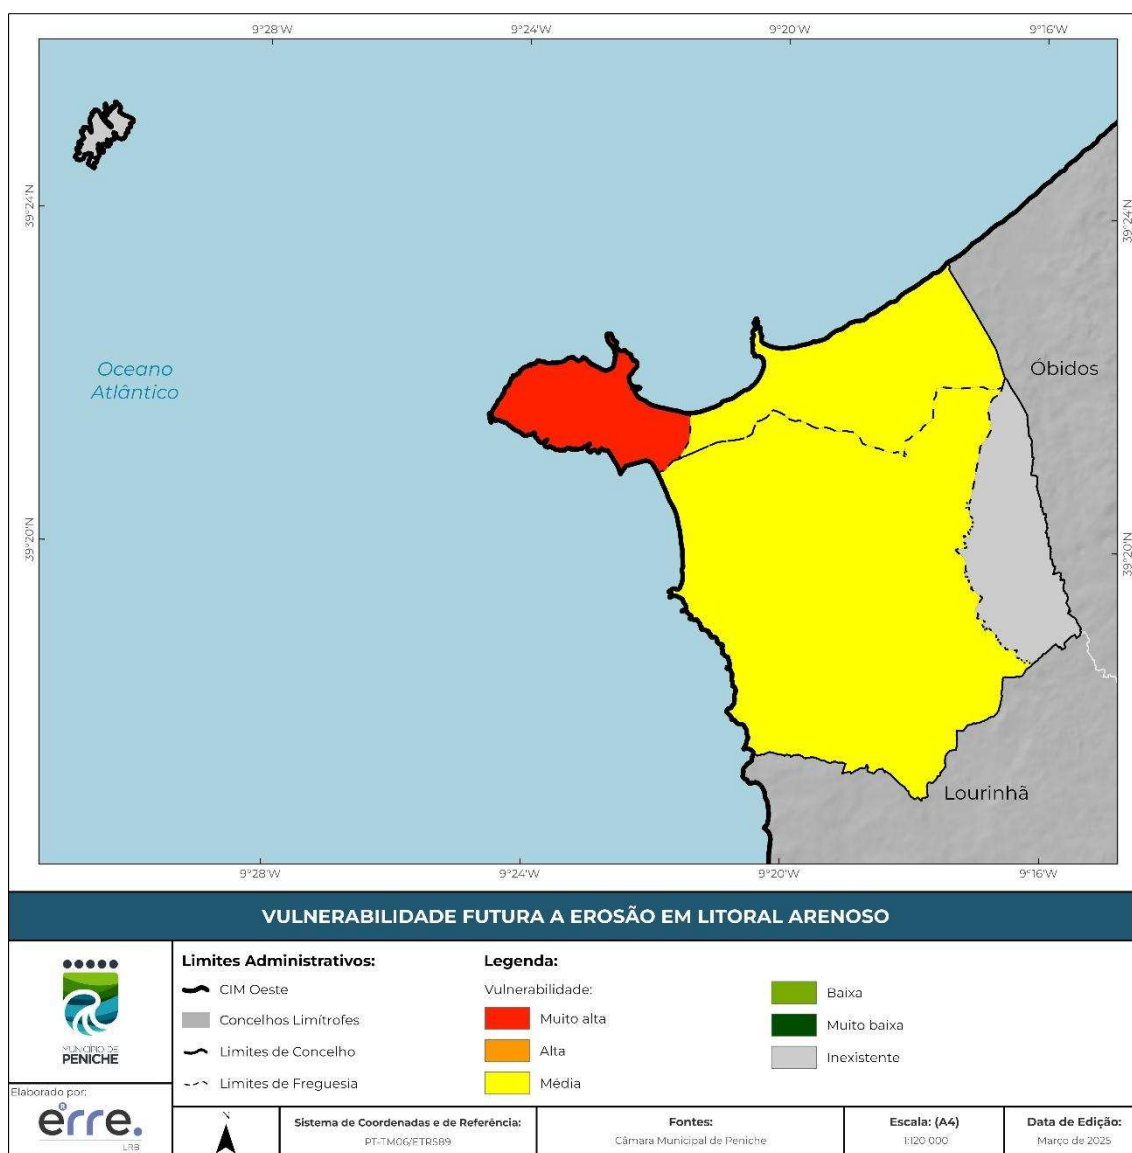 9°28'W
9°24'W
9°20'W
9°16'W
39°24'N
39°24'N
Oceano
Atlântico
Óbidos
39°20'N
39°20'N
Lourinhã
9°28'W
9°24'W
9°20'W
9°16'W
VULNERABILIDADE FUTURA A EROSÃO EM LITORAL ARENOSO
MUNICÍPIO DE
PENICHE
Limites Administrativos:
CIM Oeste
Concelhos Limítrofes
Limites de Concelho
Limites de Freguesia
Legenda:
Vulnerabilidade:
Muito alta
Alta
Média
Baixa
Muito baixa
Inexistente
Elaborado por:
erre.
LRB
N
Sistema de Coordenadas e de Referência:
PT-TM06/ETRS89
Fontes:
Câmara Municipal de Peniche
Escala: (A4)
1:120 000
Data de Edição:
Março de 2025